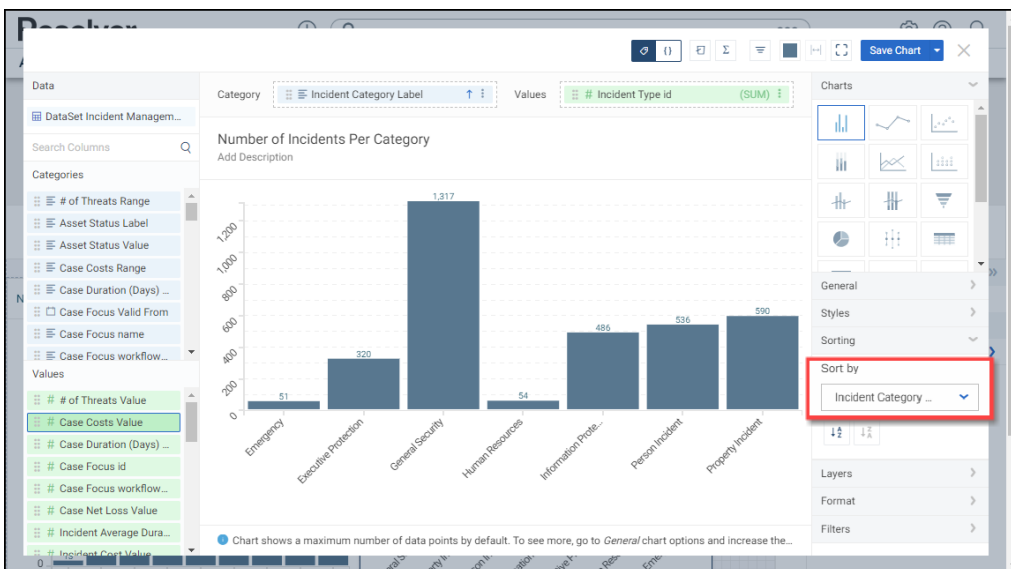 Resolver
{ } Σ Save Chart
Data
DataSet Incident Managem...
Search Columns
Categories
# of Threats Range
Asset Status Label
Asset Status Value
Case Costs Range
Case Duration (Days) ...
Case Focus Valid From
Case Focus name
Case Focus workflow...
Values
# # of Threats Value
# Case Costs Value
# Case Duration (Days) ...
# Case Focus id
# Case Focus workflow...
# Case Net Loss Value
# Incident Average Dura...
# Incident Cost Value
Category Incident Category Label Values # Incident Type id (SUM)
Number of Incidents Per Category
Add Description
1,200
1,000
800
600
400
200
0
51
320
1,317
54
486
536
590
Emergency
Executive Protection
General Security
Human Resources
Information Prote...
Person Incident
Property Incident
Chart shows a maximum number of data points by default. To see more, go to General chart options and increase the...
Charts
General
Styles
Sorting
Sort by
Incident Category ...
Layers
Format
Filters
0